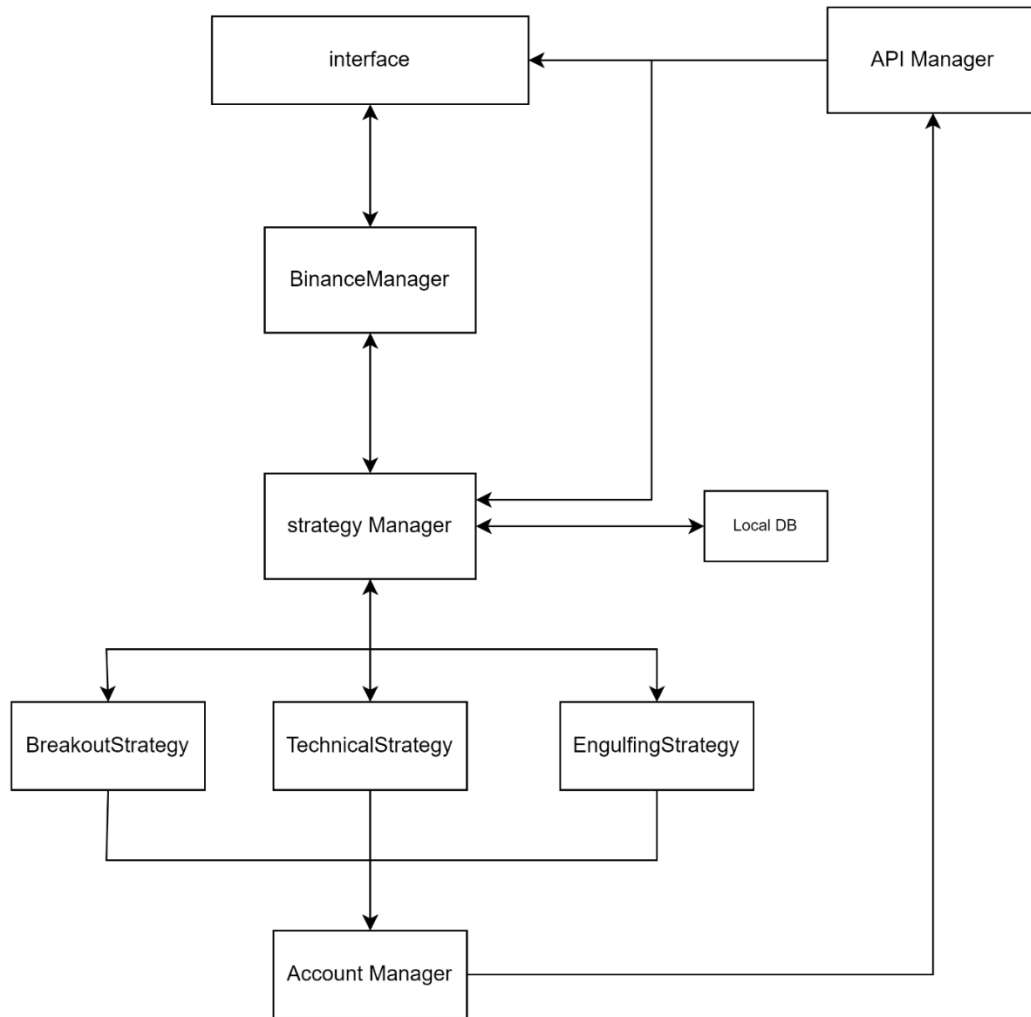 interface
API Manager
BinanceManager
strategy Manager
Local DB
BreakoutStrategy
TechnicalStrategy
EngulfingStrategy
Account Manager